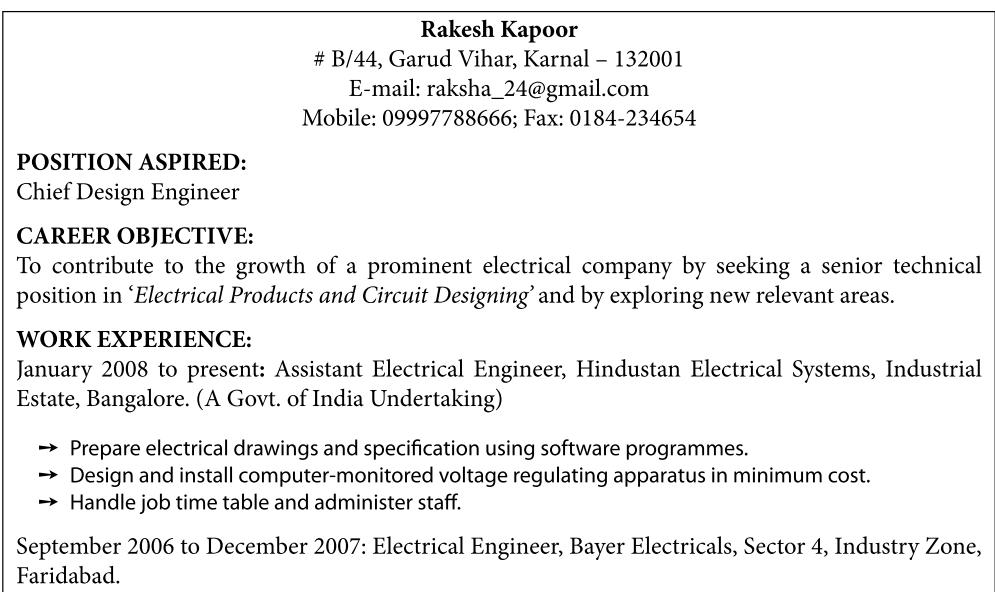 Rakesh Kapoor
# B/44, Garud Vihar, Karnal – 132001
E-mail: raksha_24@gmail.com
Mobile: 09997788666; Fax: 0184-234654
POSITION ASPIRED:
Chief Design Engineer
CAREER OBJECTIVE:
To contribute to the growth of a prominent electrical company by seeking a senior technical
position in ‘Electrical Products and Circuit Designing’ and by exploring new relevant areas.
WORK EXPERIENCE:
January 2008 to present: Assistant Electrical Engineer, Hindustan Electrical Systems, Industrial
Estate, Bangalore. (A Govt. of India Undertaking)
➙ Prepare electrical drawings and specification using software programmes.
➙ Design and install computer-monitored voltage regulating apparatus in minimum cost.
➙ Handle job time table and administer staff.
September 2006 to December 2007: Electrical Engineer, Bayer Electricals, Sector 4, Industry Zone,
Faridabad.